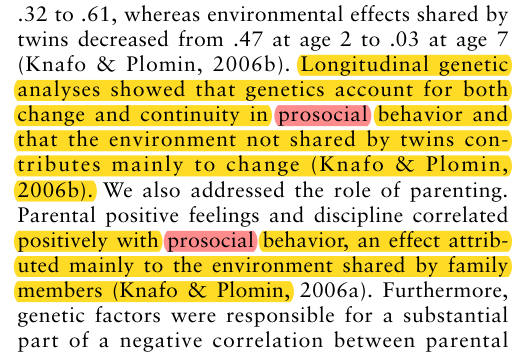 .32 to .61, whereas environmental effects shared by
twins decreased from .47 at age 2 to .03 at age 7
(Knafo & Plomin, 2006b). Longitudinal genetic
analyses showed that genetics account for both
change and continuity in prosocial behavior and
that the environment not shared by twins con-
tributes mainly to change (Knafo & Plomin,
2006b). We also addressed the role of parenting.
Parental positive feelings and discipline correlated
positively with prosocial behavior, an effect attrib-
uted mainly to the environment shared by family
members (Knafo & Plomin, 2006a). Furthermore,
genetic factors were responsible for a substantial
part of a negative correlation between parental